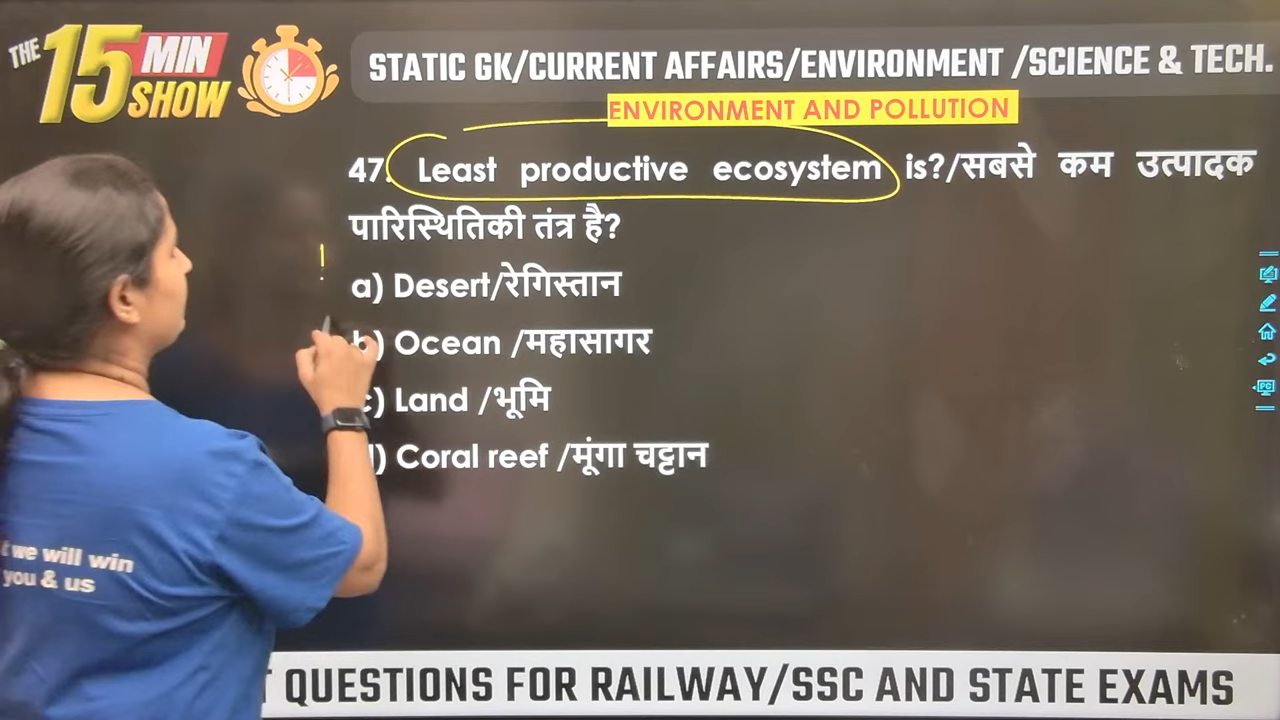 THE
15
MIN
SHOW
STATIC GK/CURRENT AFFAIRS/ENVIRONMENT /SCIENCE & TECH.
ENVIRONMENT AND POLLUTION
47. Least productive ecosystem is?/सबसे कम उत्पादक
पारिस्थितिकी तंत्र है?
a) Desert/रेगिस्तान
b) Ocean /महासागर
c) Land /भूमि
d) Coral reef /मूंगा चट्टान
we will win
you & us
QUESTIONS FOR RAILWAY/SSC AND STATE EXAMS
PC